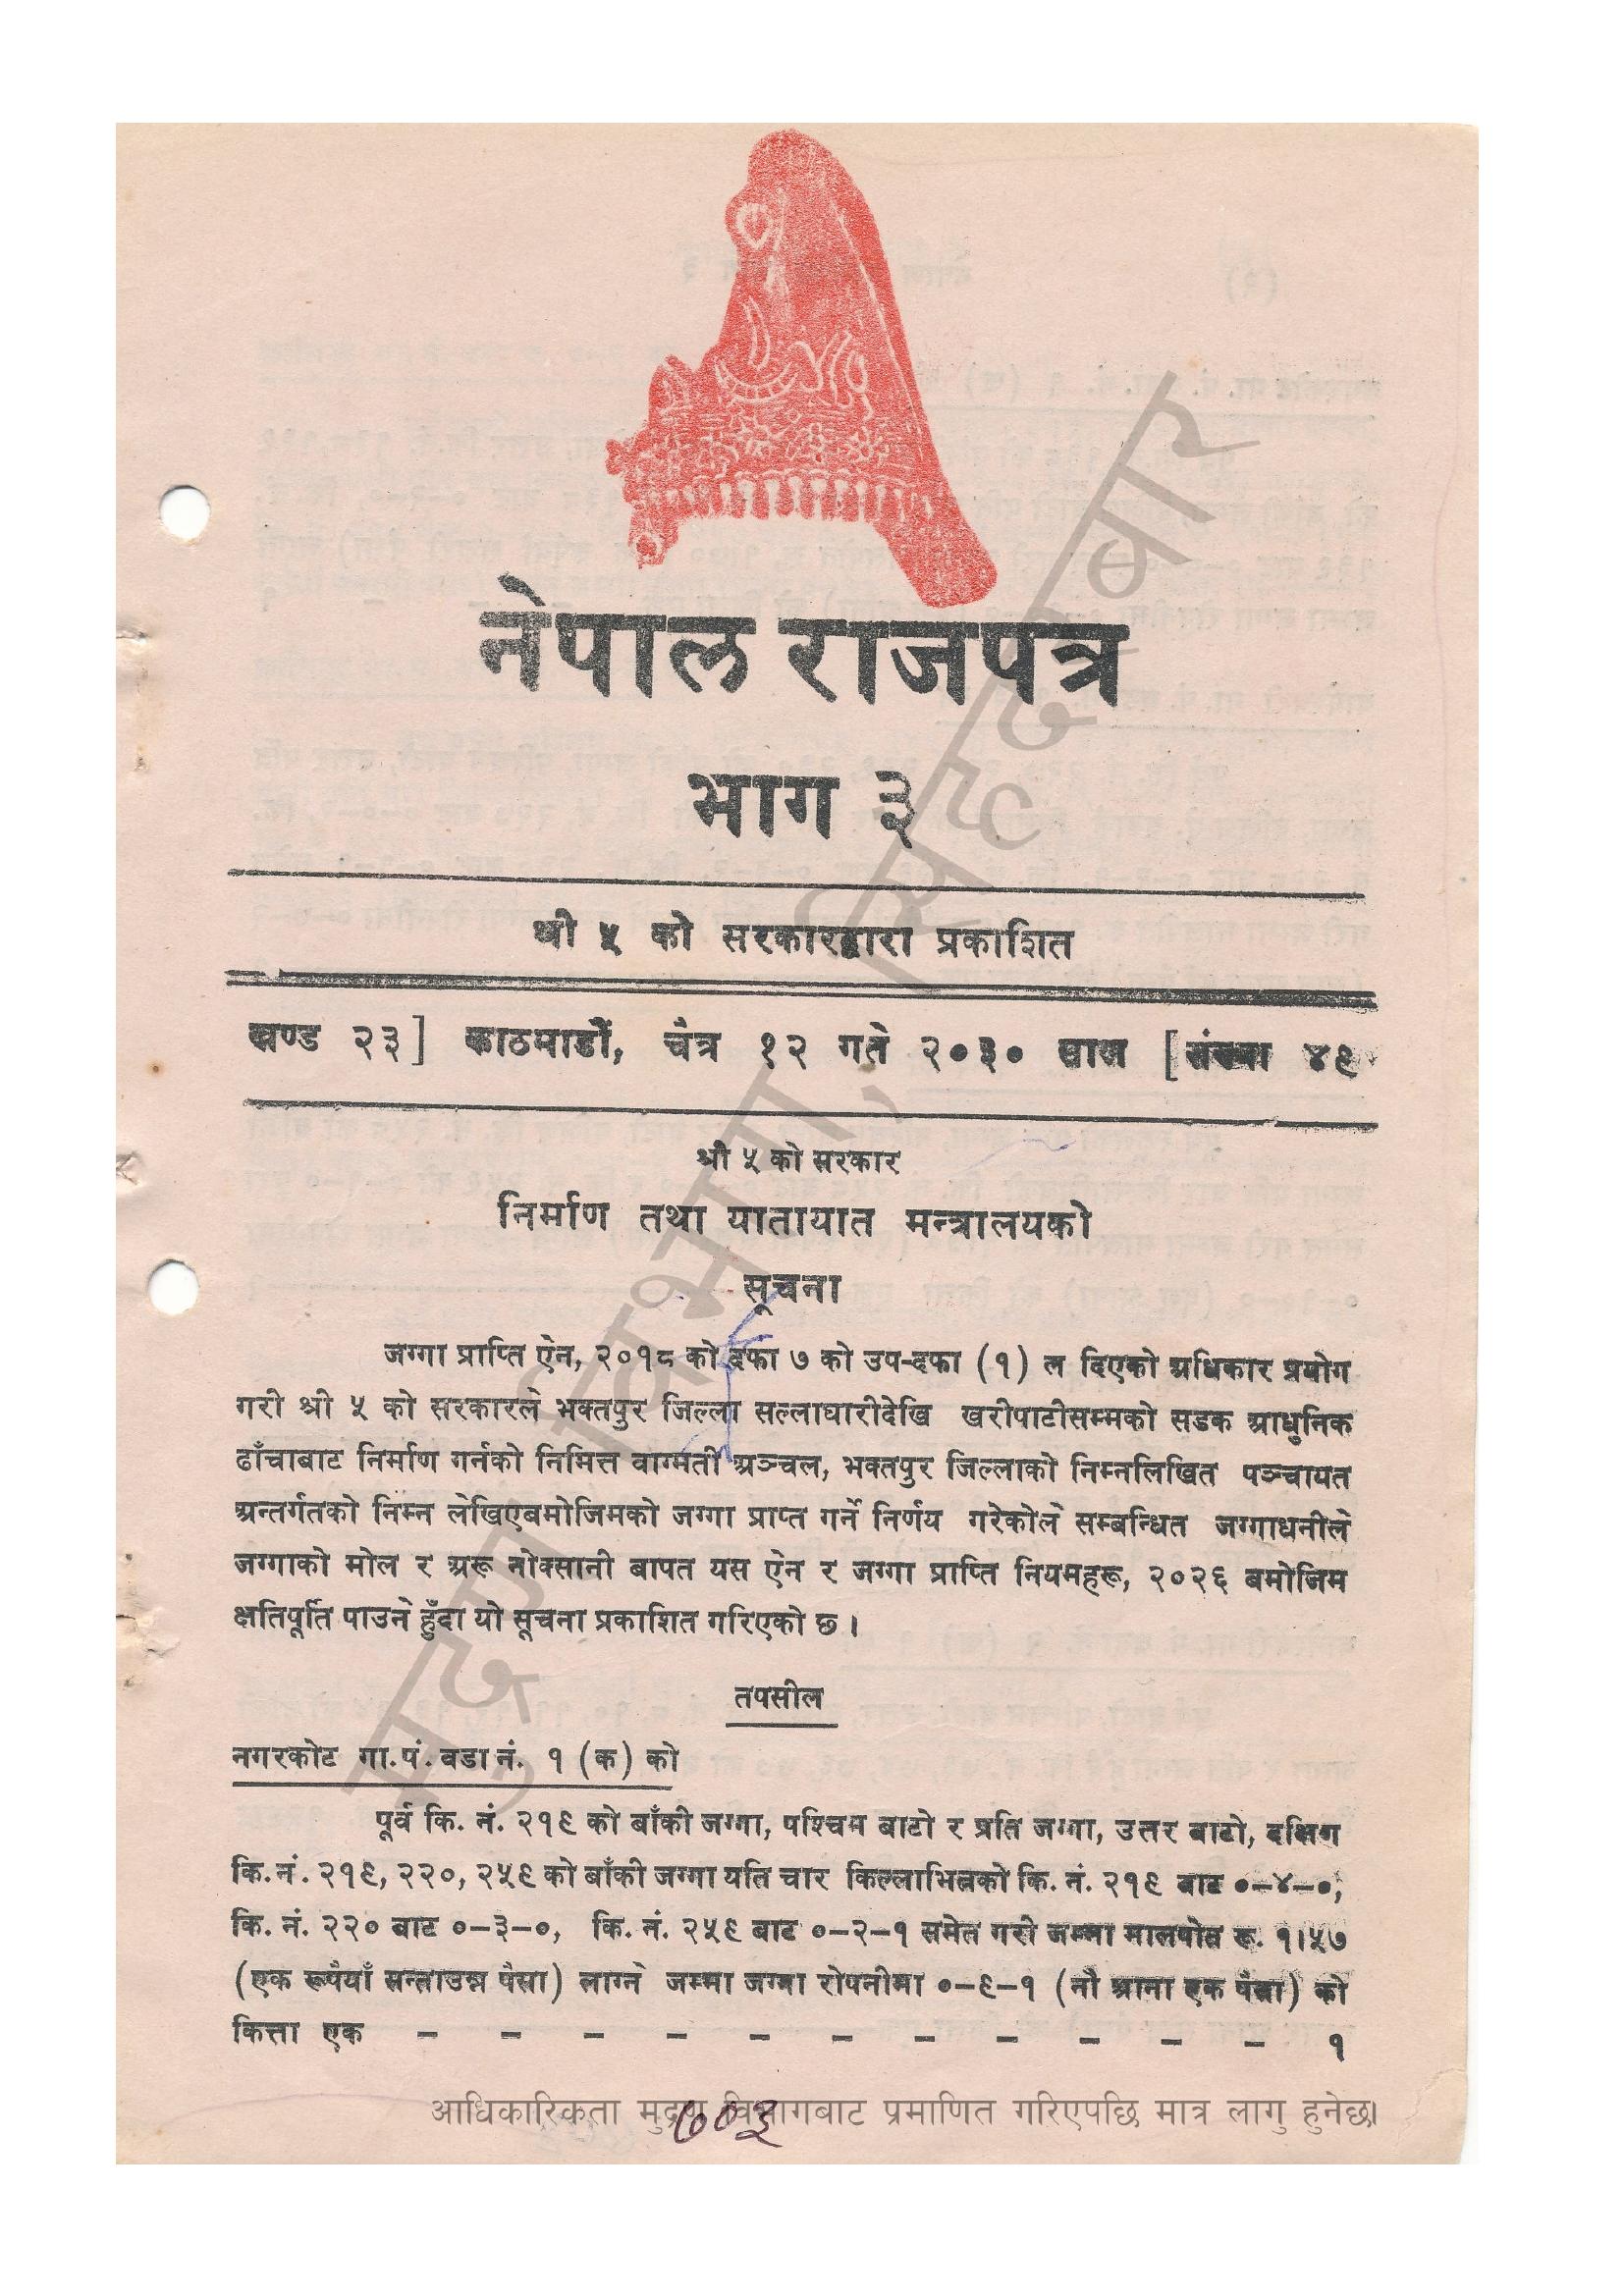 नेपाल राजपत्र
भाग ३
श्री ५ को सरकारद्वारा प्रकाशित
खण्ड २३] काठमाडौं, चैत्र १२ गते २०३० साल [संख्या ४९
श्री ५ को सरकार
निर्माण तथा यातायात मन्त्रालयको
सूचना
जग्गा प्राप्ति ऐन, २०१८ को दफा ७ को उप-दफा (१) ल दिएको अधिकार प्रयोग
गरी श्री ५ को सरकारले भक्तपुर जिल्ला सल्लाघारीदेखि खरीपाटीसम्मको सडक आधुनिक
ढाँचाबाट निर्माण गर्नको निमित्त वाग्मती अञ्चल, भक्तपुर जिल्लाको निम्नलिखित पञ्चायत
अन्तर्गतको निम्न लेखिएबमोजिमको जग्गा प्राप्त गर्ने निर्णय गरेकोले सम्बन्धित जग्गाधनीले
जग्गाको मोल र अरू नोक्सानी बापत यस ऐन र जग्गा प्राप्ति नियमहरू, २०२६ बमोजिम
क्षतिपूर्ति पाउने हुँदा यो सूचना प्रकाशित गरिएको छ ।
तपसील
नगरकोट गा.पं. वडा नं. १ (क) को
पूर्व कि. नं. २१९ को बाँकी जग्गा, पश्चिम बाटो र प्रति जग्गा, उत्तर बाटो, दक्षिण
कि. नं. २१९, २२०, २५९ को बाँकी जग्गा यति चार किल्लाभित्रको कि. नं. २१९ बाट ०–४–०,
कि. नं. २२० बाट ०–३–०, कि. नं. २५९ बाट ०–२–१ समेत गरी जम्मा मालपोत रू. १।५७
(एक रूपैयाँ सन्ताउन्न पैसा) लाग्ने जम्मा जग्गा रोपनीमा ०–९–१ (नौ आना एक पैसा) को
कित्ता एक – – – – – – – – – – – १
आधिकारिकता मुद्रण विभागबाट प्रमाणित गरिएपछि मात्र लागु हुनेछ।
७०३
मुद्रण विभाग, सिंहदरबार